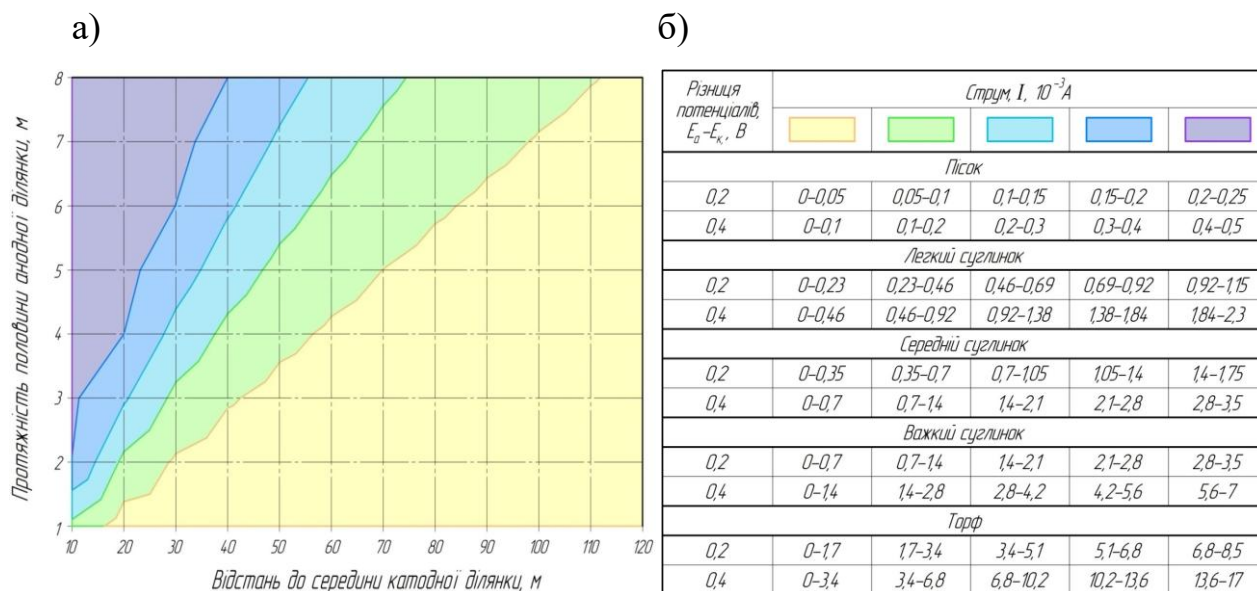 а)
б)
Протяжність половини анодної ділянки, м
8
7
6
5
4
3
2
1
10 20 30 40 50 60 70 80 90 100 110 120
Відстань до середини катодної ділянки, м
Різниця потенціалів, Eа-Eк, В
Струм, I, 10⁻³А
Пісок
0,2 0-0,05 0,05-0,1 0,1-0,15 0,15-0,2 0,2-0,25
0,4 0-0,1 0,1-0,2 0,2-0,3 0,3-0,4 0,4-0,5
Легкий суглинок
0,2 0-0,23 0,23-0,46 0,46-0,69 0,69-0,92 0,92-1,15
0,4 0-0,46 0,46-0,92 0,92-1,38 1,38-1,84 1,84-2,3
Середній суглинок
0,2 0-0,35 0,35-0,7 0,7-1,05 1,05-1,4 1,4-1,75
0,4 0-0,7 0,7-1,4 1,4-2,1 2,1-2,8 2,8-3,5
Важкий суглинок
0,2 0-0,7 0,7-1,4 1,4-2,1 2,1-2,8 2,8-3,5
0,4 0-1,4 1,4-2,8 2,8-4,2 4,2-5,6 5,6-7
Торф
0,2 0-1,7 1,7-3,4 3,4-5,1 5,1-6,8 6,8-8,5
0,4 0-3,4 3,4-6,8 6,8-10,2 10,2-13,6 13,6-17